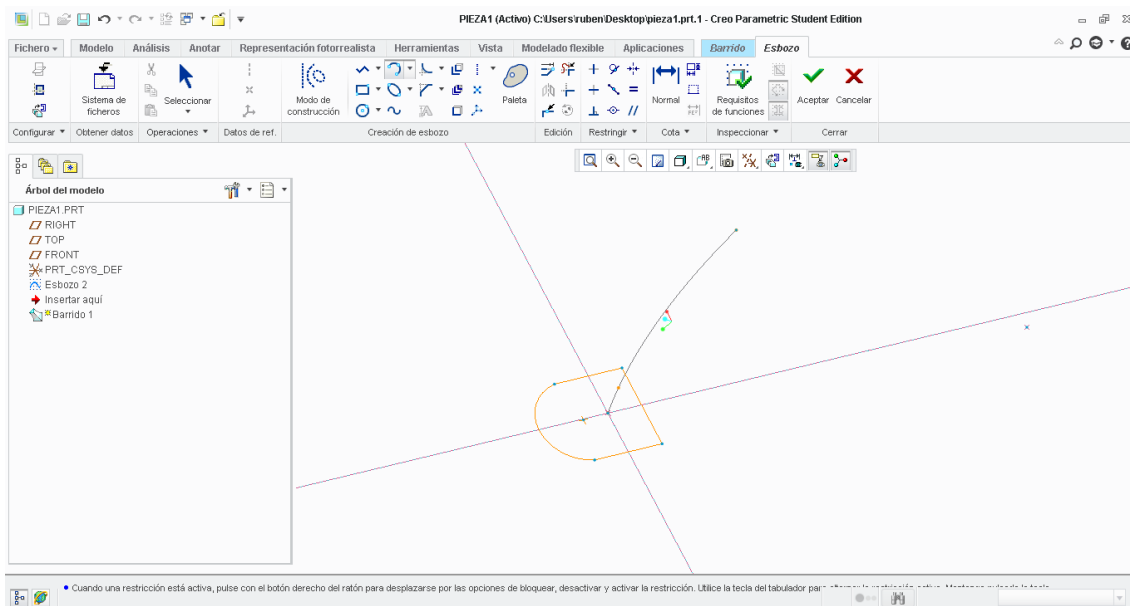 PIEZA1 (Activo) C:\Users\ruben\Desktop\pieza1.prt.1 - Creo Parametric Student Edition
Fichero Modelo Análisis Anotar Representación fotorrealista Herramientas Vista Modelado flexible Aplicaciones Barrido Esbozo
Sistema de ficheros
Seleccionar
Modo de construcción
Paleta
Normal
Requisitos de funciones
Aceptar Cancelar
Configurar Obtener datos Operaciones Datos de ref. Creación de esbozo Edición Restringir Cota Inspeccionar Cerrar
Árbol del modelo
PIEZA1.PRT
RIGHT
TOP
FRONT
PRT_CSYS_DEF
Esbozo 2
Insertar aquí
Barrido 1
Cuando una restricción está activa, pulse con el botón derecho del ratón para desplazarse por las opciones de bloquear, desactivar y activar la restricción. Utilice la tecla del tabulador